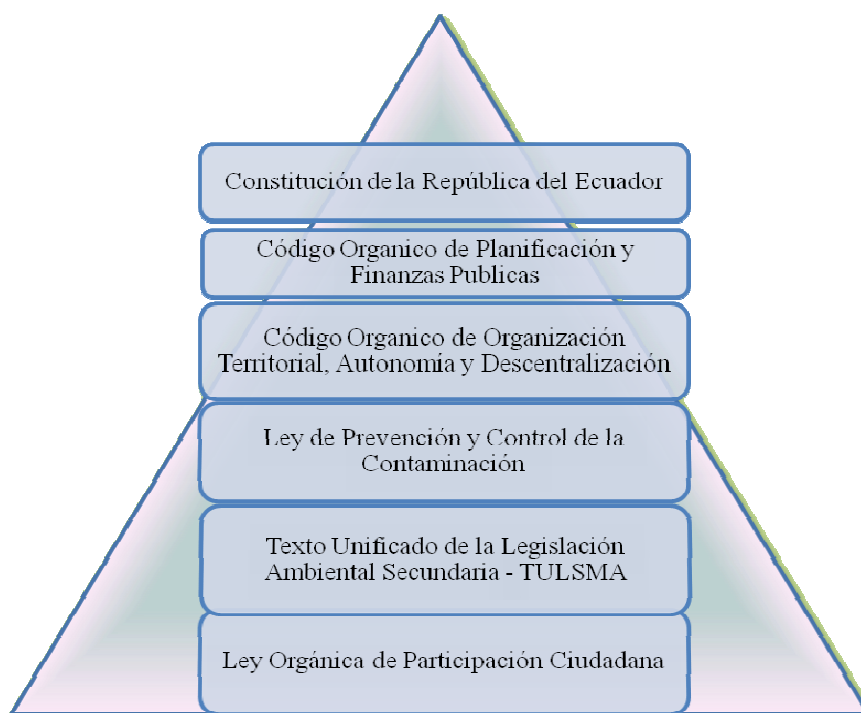 Constitución de la República del Ecuador
Código Organico de Planificación y
Finanzas Publicas
Código Organico de Organización
Territorial, Autonomía y Descentralización
Ley de Prevención y Control de la
Contaminación
Texto Unificado de la Legislación
Ambiental Secundaria - TULSMA
Ley Orgánica de Participación Ciudadana